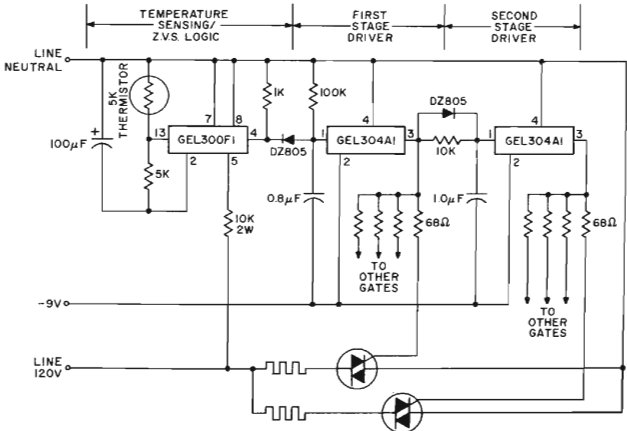 TEMPERATURE
SENSING/
Z.V.S. LOGIC
FIRST
STAGE
DRIVER
SECOND
STAGE
DRIVER
LINE
NEUTRAL
5K
THERMISTOR
100µF
+
5K
13
7
8
GEL300F1
4
2
5
10K
2W
1K
DZ805
100K
0.8µF
4
1
GEL304A1
3
2
DZ805
10K
1.0µF
68Ω
TO
OTHER
GATES
4
1
GEL304A1
3
2
68Ω
TO
OTHER
GATES
-9V
LINE
120V